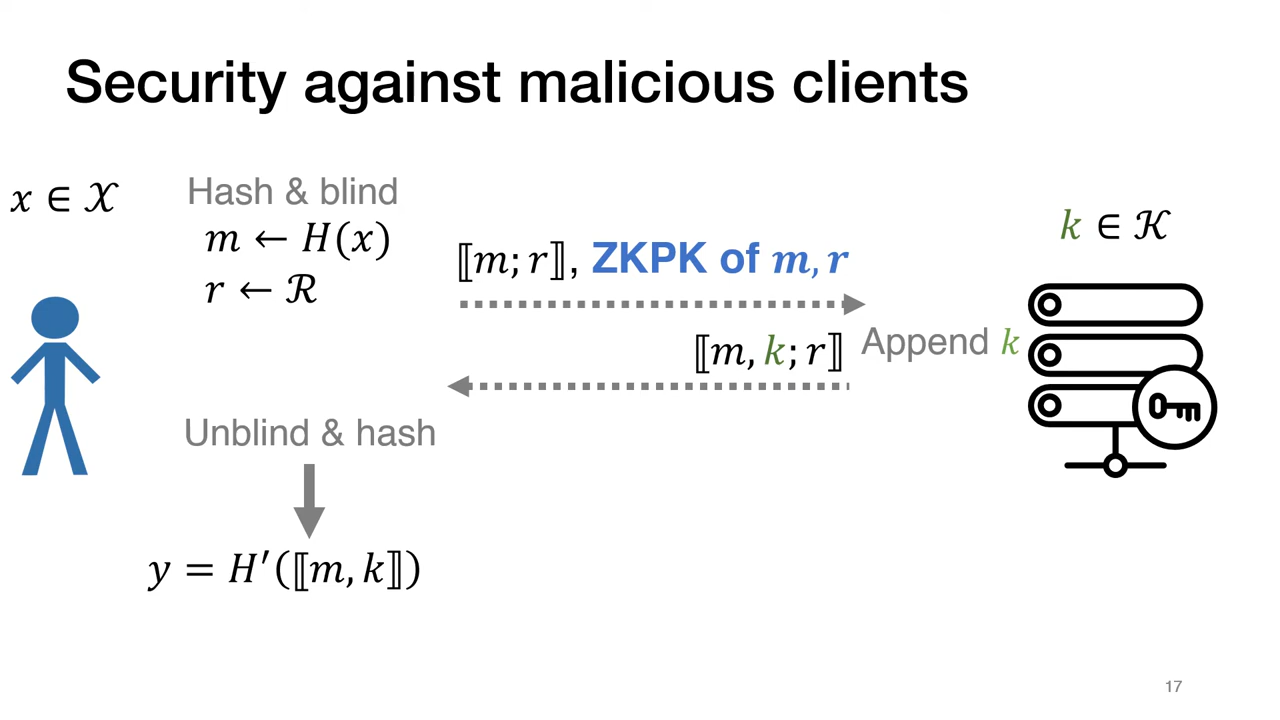 Security against malicious clients
x ∈ 𝒳
Hash & blind
m ← H(x)
r ← ℛ
⟦m; r⟧, ZKPK of m, r
k ∈ 𝒦
⟦m, k; r⟧
Append k
Unblind & hash
y = H′(⟦m, k⟧)
17